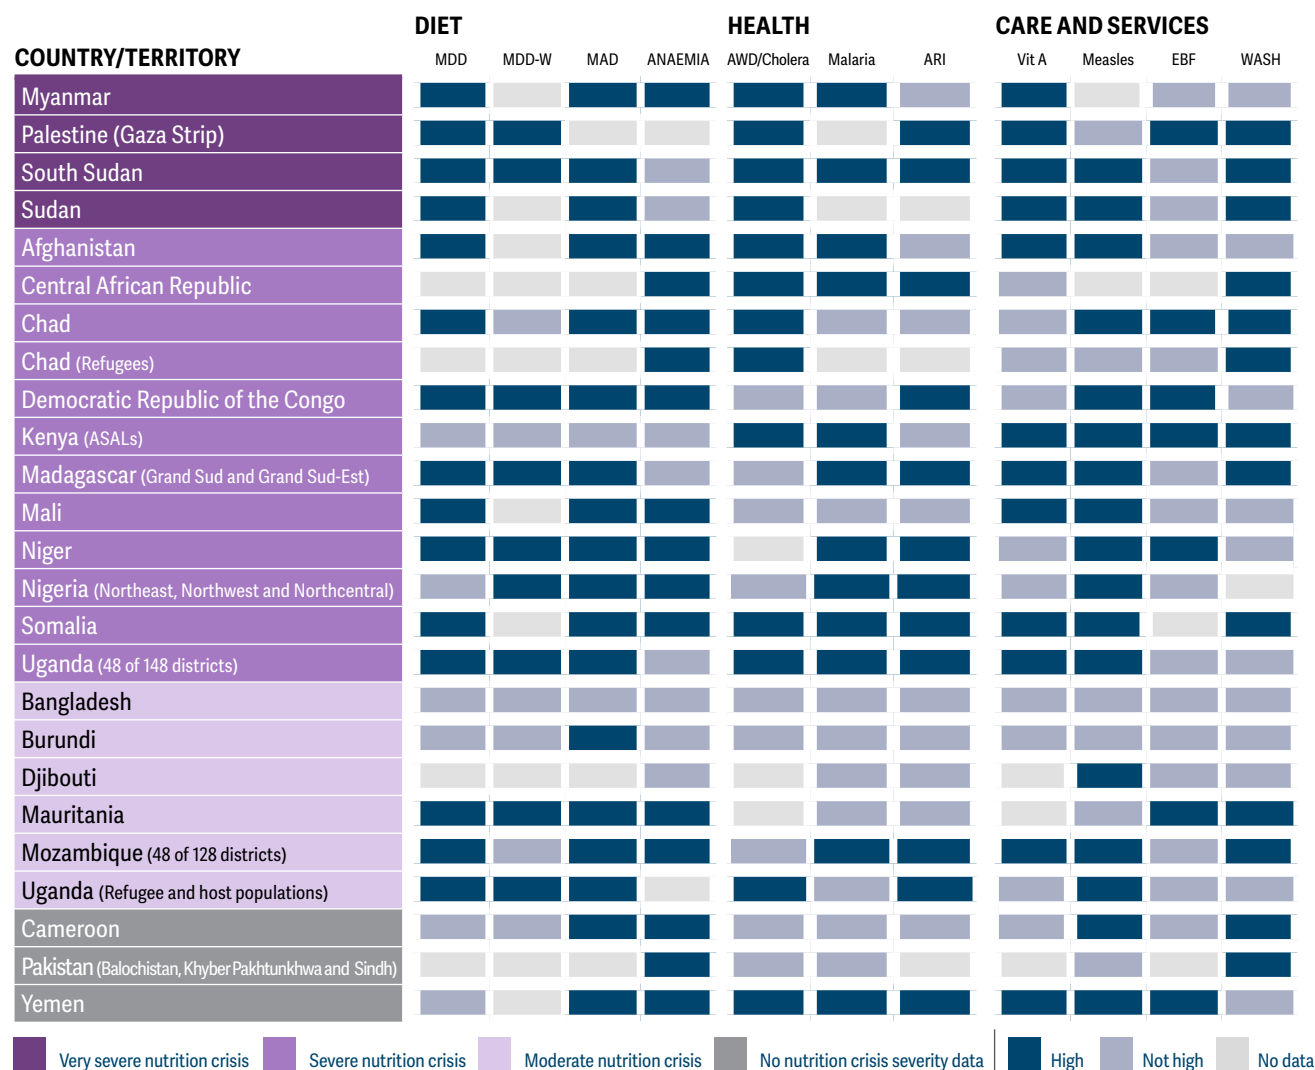 DIET HEALTH CARE AND SERVICES
COUNTRY/TERRITORY MDD MDD-W MAD ANAEMIA AWD/Cholera Malaria ARI Vit A Measles EBF WASH
Myanmar
Palestine (Gaza Strip)
South Sudan
Sudan
Afghanistan
Central African Republic
Chad
Chad (Refugees)
Democratic Republic of the Congo
Kenya (ASALs)
Madagascar (Grand Sud and Grand Sud-Est)
Mali
Niger
Nigeria (Northeast, Northwest and Northcentral)
Somalia
Uganda (48 of 148 districts)
Bangladesh
Burundi
Djibouti
Mauritania
Mozambique (48 of 128 districts)
Uganda (Refugee and host populations)
Cameroon
Pakistan (Balochistan, Khyber Pakhtunkhwa and Sindh)
Yemen
Very severe nutrition crisis Severe nutrition crisis Moderate nutrition crisis No nutrition crisis severity data High Not high No data